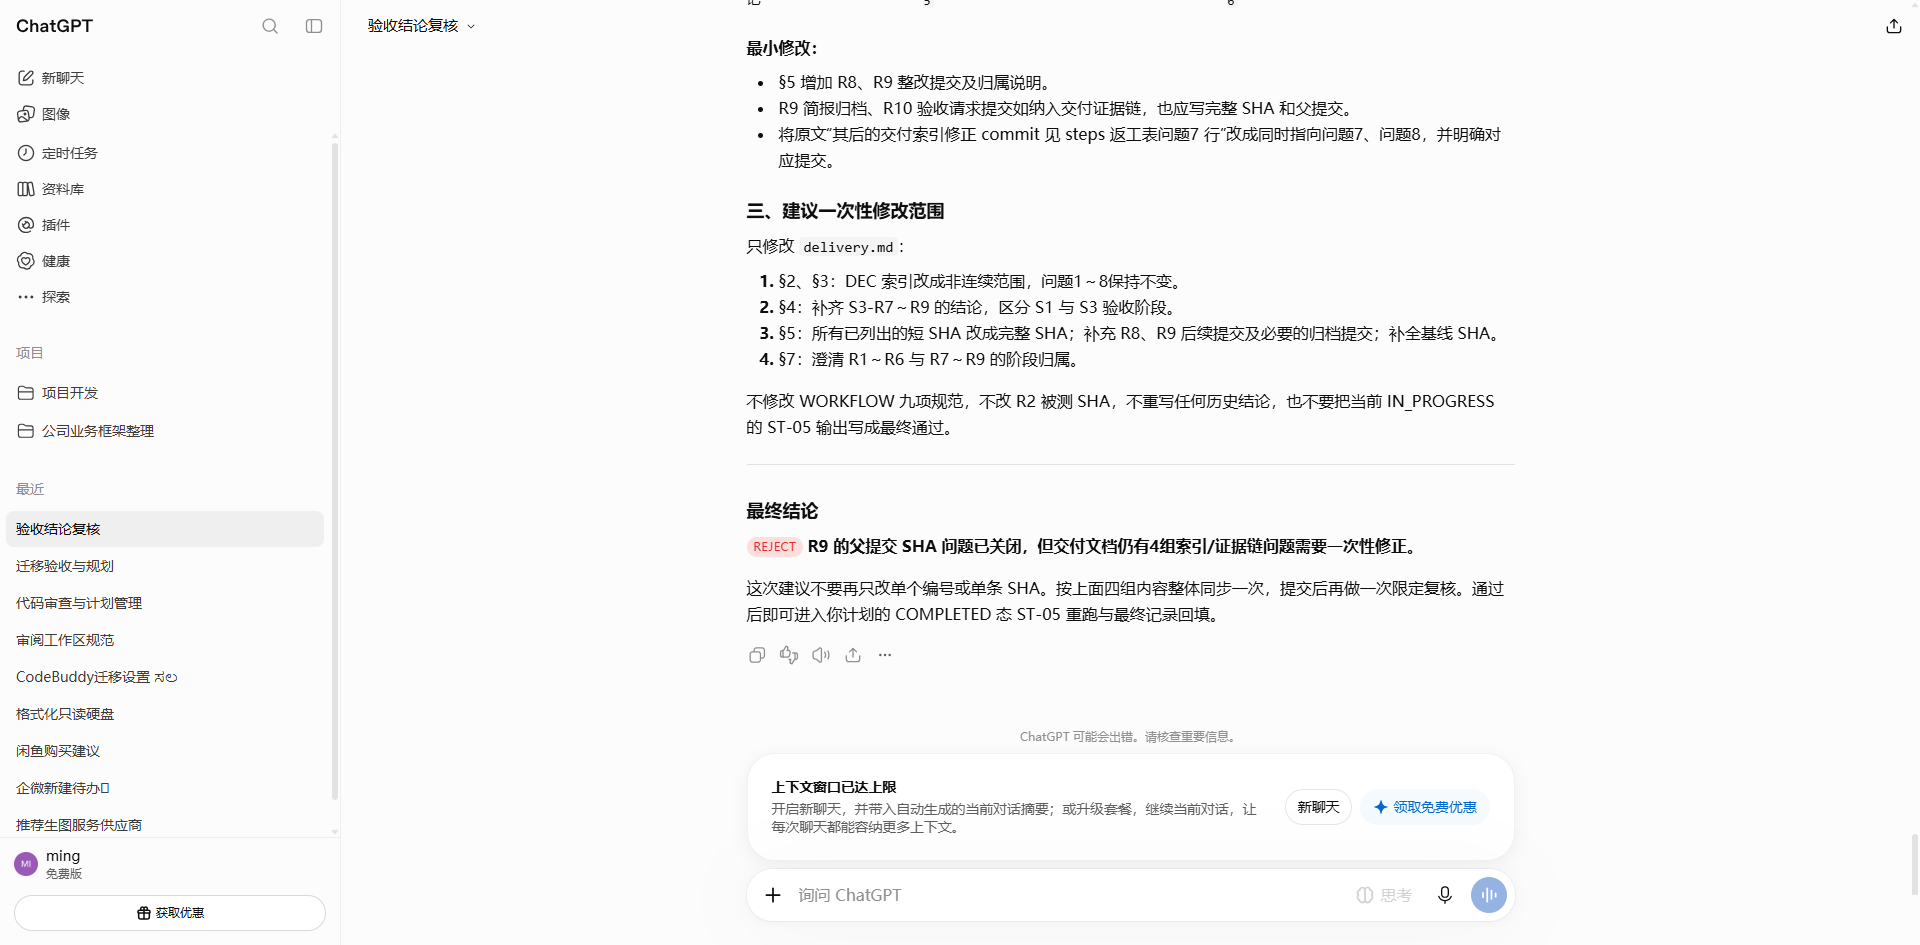 ChatGPT
新聊天
图像
定时任务
资料库
插件
健康
探索
项目
项目开发
公司业务框架整理
最近
验收结论复核
迁移验收与规划
代码审查与计划管理
审阅工作区规范
CodeBuddy迁移设置
格式化只读硬盘
闲鱼购买建议
企微新建待办
推荐生图服务供应商
MI
ming
免费版
获取优惠
验收结论复核
记 5 6
最小修改：
• §5 增加 R8、R9 整改提交及归属说明。
• R9 简报归档、R10 验收请求提交如纳入交付证据链，也应写完整 SHA 和父提交。
• 将原文“其后的交付索引修正 commit 见 steps 返工表问题7 行”改成同时指向问题7、问题8，并明确对
应提交。
三、建议一次性修改范围
只修改 delivery.md：
1. §2、§3：DEC 索引改成非连续范围，问题1～8保持不变。
2. §4：补齐 S3-R7～R9 的结论，区分 S1 与 S3 验收阶段。
3. §5：所有已列出的短 SHA 改成完整 SHA；补充 R8、R9 后续提交及必要的归档提交；补全基线 SHA。
4. §7：澄清 R1～R6 与 R7～R9 的阶段归属。
不修改 WORKFLOW 九项规范，不改 R2 被测 SHA，不重写任何历史结论，也不要把当前 IN_PROGRESS
的 ST-05 输出写成最终通过。
最终结论
REJECT R9 的父提交 SHA 问题已关闭，但交付文档仍有4组索引/证据链问题需要一次性修正。
这次建议不要再只改单个编号或单条 SHA。按上面四组内容整体同步一次，提交后再做一次限定复核。通过
后即可进入你计划的 COMPLETED 态 ST-05 重跑与最终记录回填。
ChatGPT 可能会出错。请核查重要信息。
上下文窗口已达上限
开启新聊天，并带入自动生成的当前对话摘要；或升级套餐，继续当前对话，让
每次聊天都能容纳更多上下文。
新聊天
领取免费优惠
询问 ChatGPT
思考